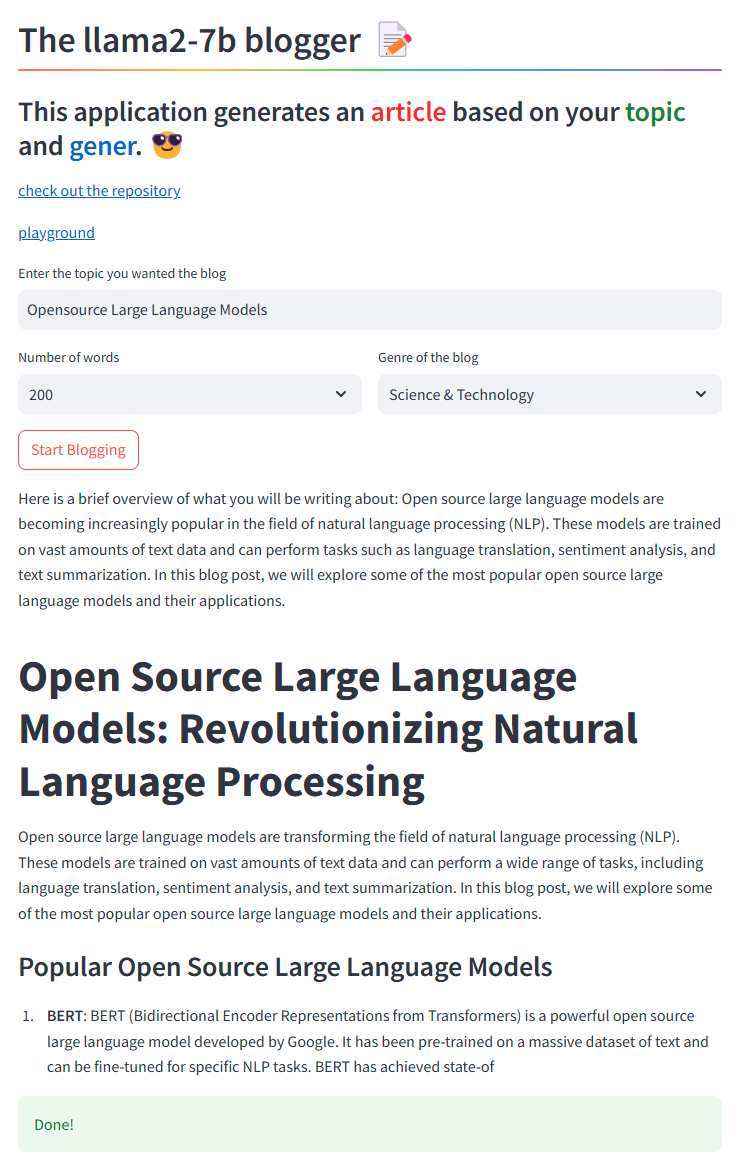 The llama2-7b blogger 📝
This application generates an article based on your topic
and gener. 😎
check out the repository
playground
Enter the topic you wanted the blog
Opensource Large Language Models
Number of words
Genre of the blog
200
Science & Technology
Start Blogging
Here is a brief overview of what you will be writing about: Open source large language models are
becoming increasingly popular in the field of natural language processing (NLP). These models are trained
on vast amounts of text data and can perform tasks such as language translation, sentiment analysis, and
text summarization. In this blog post, we will explore some of the most popular open source large
language models and their applications.
Open Source Large Language
Models: Revolutionizing Natural
Language Processing
Open source large language models are transforming the field of natural language processing (NLP).
These models are trained on vast amounts of text data and can perform a wide range of tasks, including
language translation, sentiment analysis, and text summarization. In this blog post, we will explore some
of the most popular open source large language models and their applications.
Popular Open Source Large Language Models
1. BERT: BERT (Bidirectional Encoder Representations from Transformers) is a powerful open source
large language model developed by Google. It has been pre-trained on a massive dataset of text and
can be fine-tuned for specific NLP tasks. BERT has achieved state-of
Done!